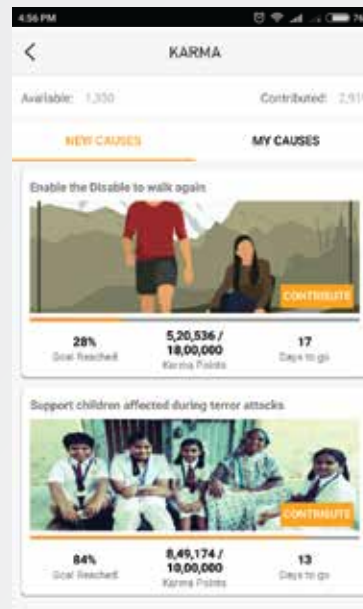 4:56 PM 76
KARMA
Available: 1,350 Contributed: 2,91
NEW CAUSES MY CAUSES
Enable the Disable to walk again
CONTRIBUTE
28% 5,20,536 / 17
Goal Reached 18,00,000 Days to go
Karma Points
Support children affected during terror attacks
CONTRIBUTE
84% 8,49,174 / 13
Goal Reached 10,00,000 Days to go
Karma Points